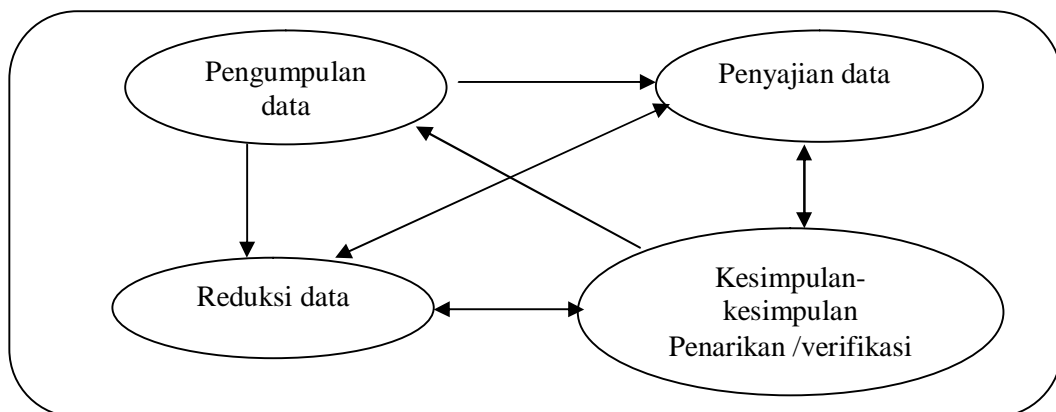 Pengumpulan
data
Penyajian data
Reduksi data
Kesimpulan-
kesimpulan
Penarikan /verifikasi